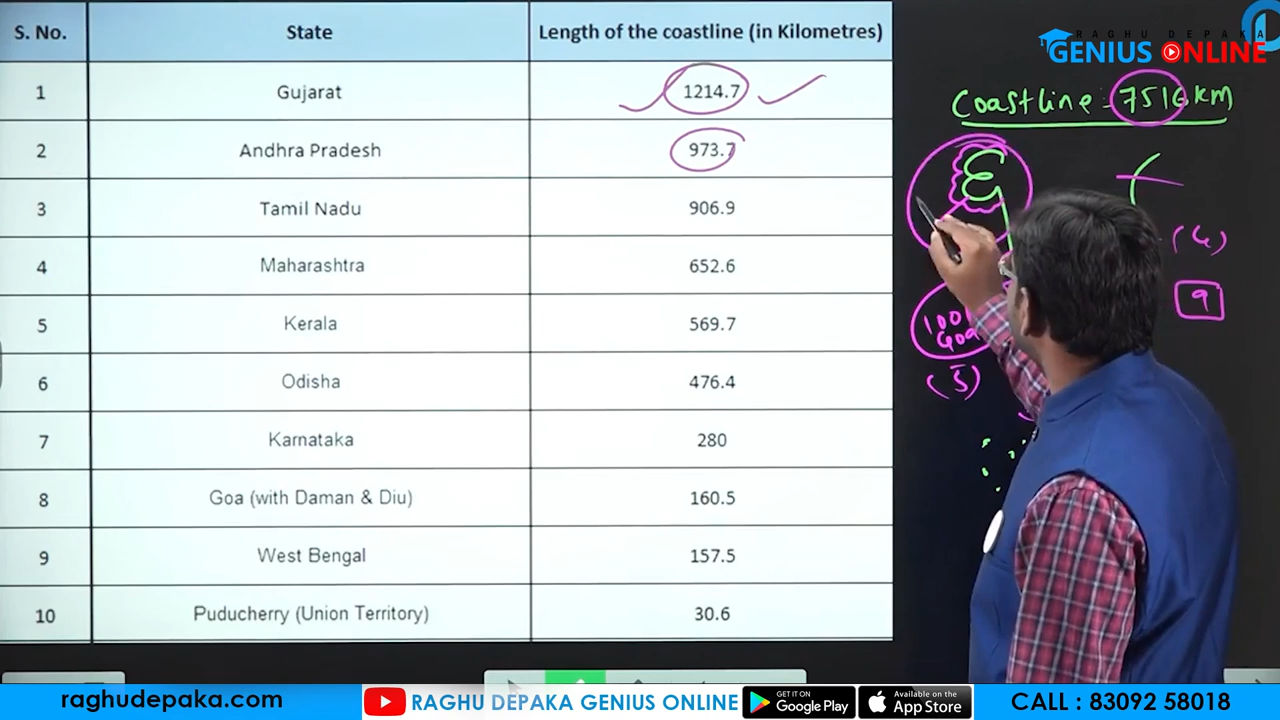 S. No. State Length of the coastline (in Kilometres)
1 Gujarat 1214.7
2 Andhra Pradesh 973.7
3 Tamil Nadu 906.9
4 Maharashtra 652.6
5 Kerala 569.7
6 Odisha 476.4
7 Karnataka 280
8 Goa (with Daman & Diu) 160.5
9 West Bengal 157.5
10 Puducherry (Union Territory) 30.6
RAGHU DEPAKA
GENIUS ONLINE
Coastline : 7516 KM
(4)
9
Goa
(5)
raghudepaka.com
RAGHU DEPAKA GENIUS ONLINE
GET IT ON
Google Play
Available on the
App Store
CALL : 83092 58018